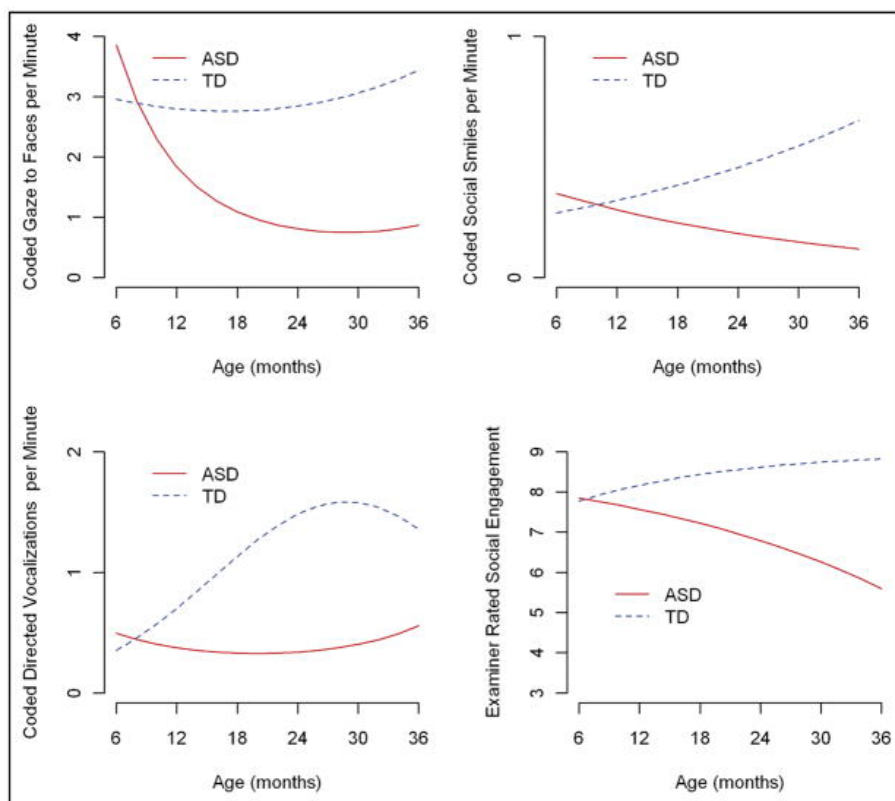 Coded Gaze to Faces per Minute
4
3
2
1
0
ASD
TD
6 12 18 24 30 36
Age (months)
Coded Social Smiles per Minute
1
0
ASD
TD
6 12 18 24 30 36
Age (months)
Coded Directed Vocalizations per Minute
2
1
0
ASD
TD
6 12 18 24 30 36
Age (months)
Examiner Rated Social Engagement
9
8
7
6
5
4
3
ASD
TD
6 12 18 24 30 36
Age (months)